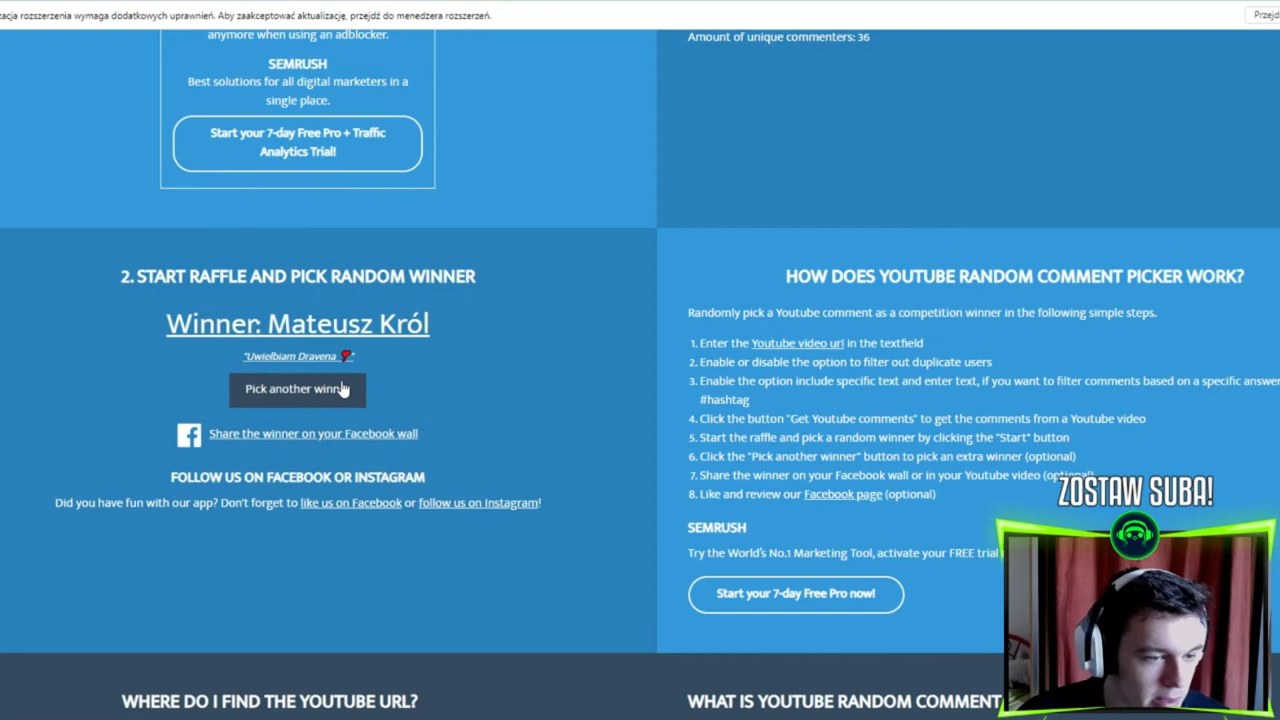 acja rozszerzenia wymaga dodatkowych uprawnień. Aby zaakceptować aktualizację, przejdź do menedżera rozszerzeń.
Przejd
anymore when using an adblocker.
SEMRUSH
Best solutions for all digital marketers in a
single place.
Start your 7-day Free Pro + Traffic
Analytics Trial!
Amount of unique commenters: 36
2. START RAFFLE AND PICK RANDOM WINNER
Winner: Mateusz Król
"Uwielbiam Dravena 🌹"
Pick another winn
Share the winner on your Facebook wall
FOLLOW US ON FACEBOOK OR INSTAGRAM
Did you have fun with our app? Don't forget to like us on Facebook or follow us on Instagram!
HOW DOES YOUTUBE RANDOM COMMENT PICKER WORK?
Randomly pick a Youtube comment as a competition winner in the following simple steps.
1. Enter the Youtube video url in the textfield
2. Enable or disable the option to filter out duplicate users
3. Enable the option include specific text and enter text, if you want to filter comments based on a specific answer
#hashtag
4. Click the button "Get Youtube comments" to get the comments from a Youtube video
5. Start the raffle and pick a random winner by clicking the "Start" button
6. Click the "Pick another winner" button to pick an extra winner (optional)
7. Share the winner on your Facebook wall or in your Youtube video (optional)
8. Like and review our Facebook page (optional)
SEMRUSH
Try the World's No.1 Marketing Tool, activate your FREE trial
Start your 7-day Free Pro now!
ZOSTAW SUBA!
WHERE DO I FIND THE YOUTUBE URL?
WHAT IS YOUTUBE RANDOM COMMENT